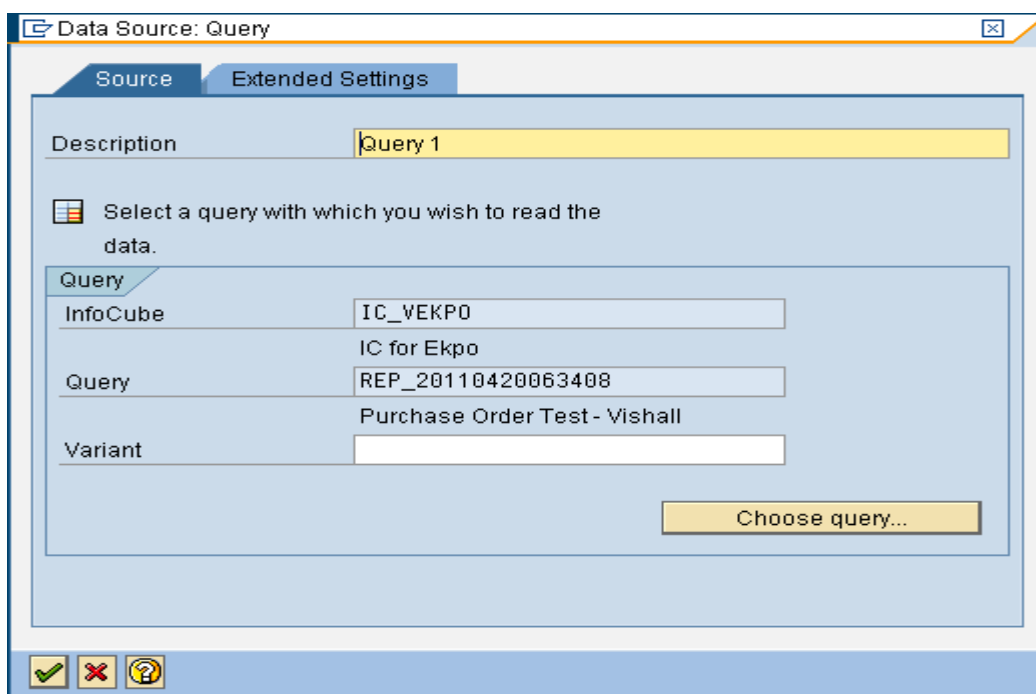 Data Source: Query
Source Extended Settings
Description Query 1
Select a query with which you wish to read the
data.
Query
InfoCube IC_VEKPO
IC for Ekpo
Query REP_20110420063408
Purchase Order Test - Vishall
Variant
Choose query...